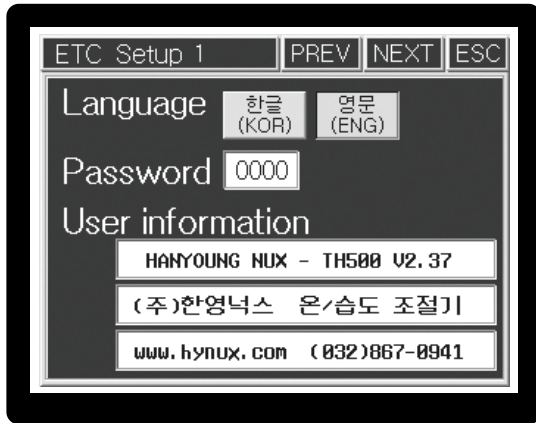 ETC Setup 1 PREV NEXT ESC
Language 한글 영문
(KOR) (ENG)
Password 0000
User information
HANYOUNG NUX - TH500 V2.37
(주)한영넉스 온/습도 조절기
www.hynux.com (032)867-0941